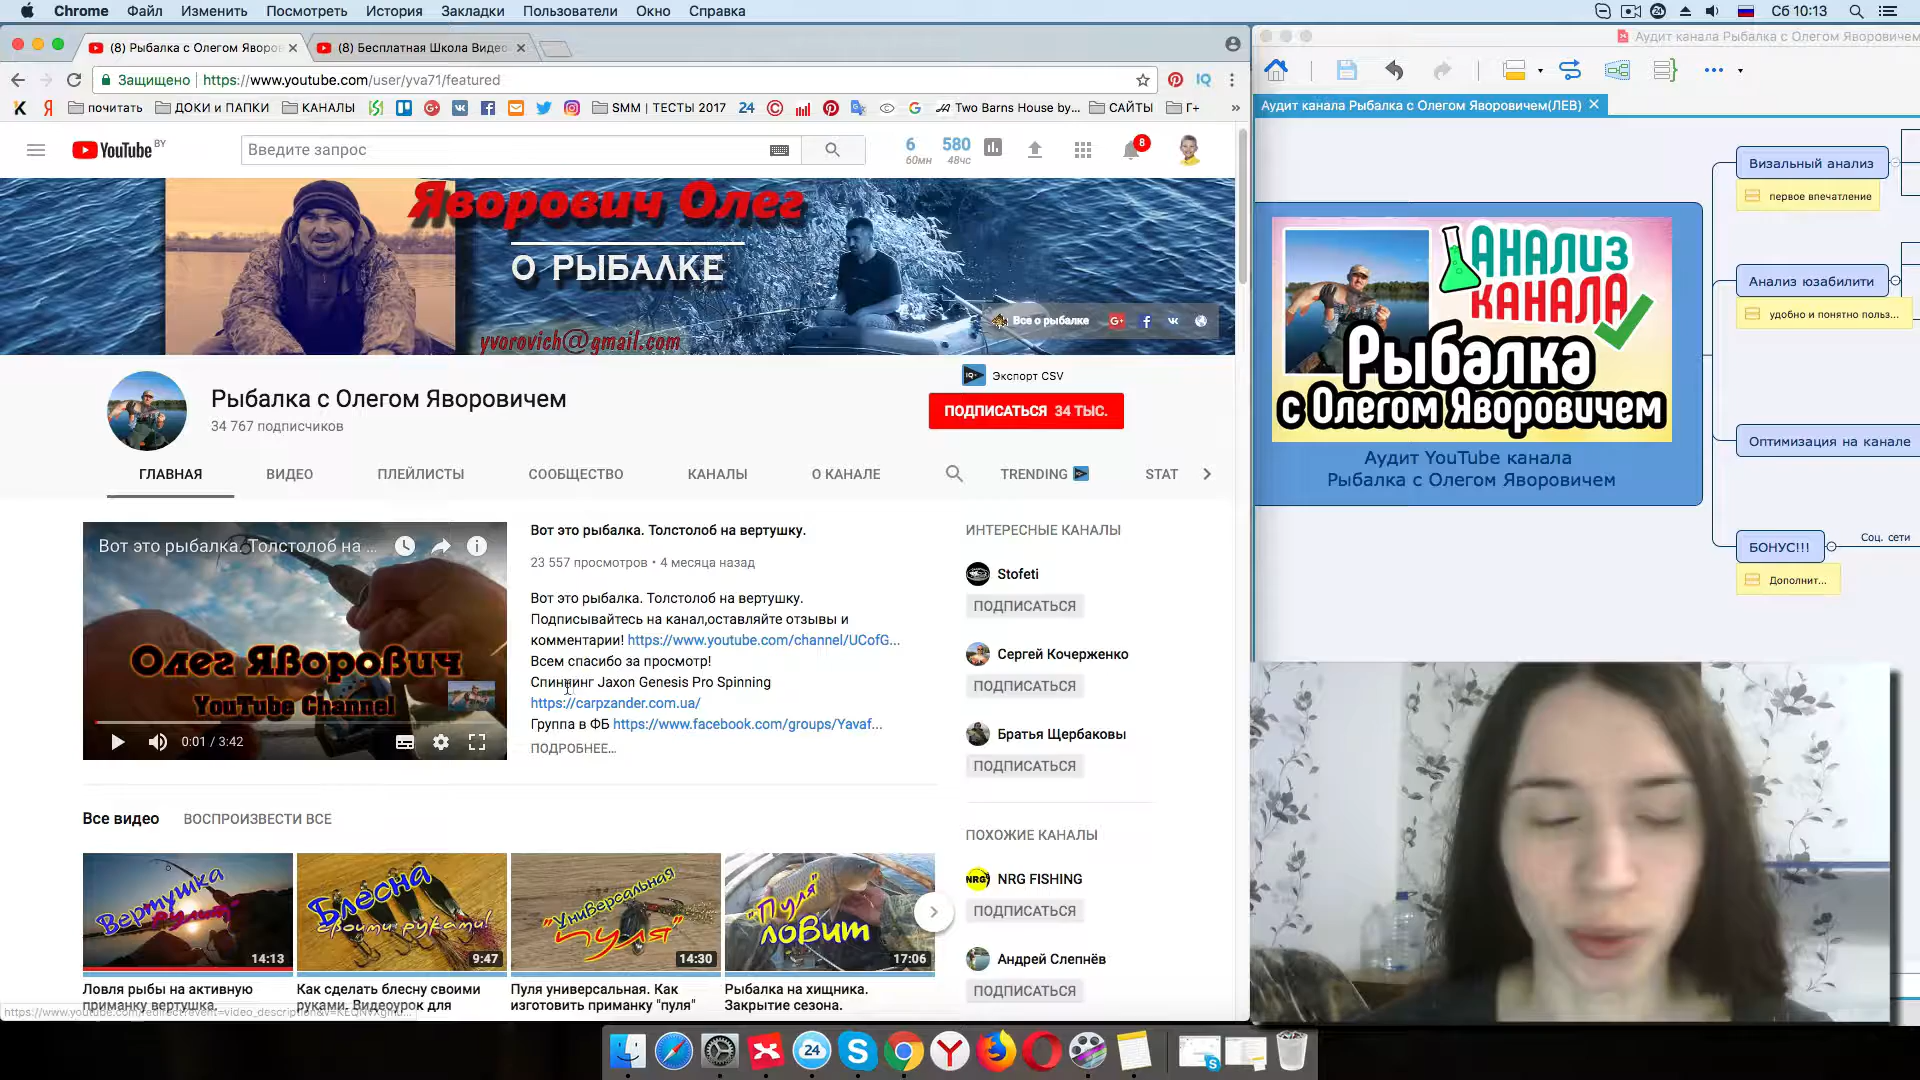 Chrome Файл Изменить Посмотреть История Закладки Пользователи Окно Справка
24 Сб 10:13
(8) Рыбалка с Олегом Яворов
(8) Бесплатная Школа Видео
Защищено https://www.youtube.com/user/yva71/featured
IQ
почитать ДОКИ и ПАПКИ КАНАЛЫ SMM | ТЕСТЫ 2017 24 Two Barns House by... САЙТЫ Г+ »
YouTube BY
Введите запрос
6 60мн
580 48чс
8
Яворович Олег
О РЫБАЛКЕ
yvorovich@gmail.com
Все о рыбалке
Рыбалка с Олегом Яворовичем
34 767 подписчиков
Экспорт CSV
ПОДПИСАТЬСЯ 34 ТЫС.
ГЛАВНАЯ ВИДЕО ПЛЕЙЛИСТЫ СООБЩЕСТВО КАНАЛЫ О КАНАЛЕ TRENDING STAT
Вот это рыбалка. Толстолоб на ...
Олег Яворович
YouTube Channel
0:01 / 3:42
Вот это рыбалка. Толстолоб на вертушку.
23 557 просмотров • 4 месяца назад
Вот это рыбалка. Толстолоб на вертушку.
Подписывайтесь на канал,оставляйте отзывы и
комментарии! https://www.youtube.com/channel/UCofG...
Всем спасибо за просмотр!
Спиннинг Jaxon Genesis Pro Spinning
https://carpzander.com.ua/
Группа в ФБ https://www.facebook.com/groups/Yavaf...
ПОДРОБНЕЕ...
ИНТЕРЕСНЫЕ КАНАЛЫ
Stofeti
ПОДПИСАТЬСЯ
Сергей Кочерженко
ПОДПИСАТЬСЯ
Братья Щербаковы
ПОДПИСАТЬСЯ
ПОХОЖИЕ КАНАЛЫ
NRG FISHING
ПОДПИСАТЬСЯ
Андрей Слепнёв
ПОДПИСАТЬСЯ
Все видео ВОСПРОИЗВЕСТИ ВСЕ
Вертушка
14:13
Блесна
своими руками!
9:47
"Универсальная
пуля"
14:30
"Пуля"
ловит
17:06
Ловля рыбы на активную
приманку вертушка.
Как сделать блесну своими
руками. Видеоурок для
Пуля универсальная. Как
изготовить приманку "пуля"
Рыбалка на хищника.
Закрытие сезона.
Аудит канала Рыбалка с Олегом Яворовичем
Аудит канала Рыбалка с Олегом Яворовичем(ЛЕВ)
АНАЛИЗ
КАНАЛА
Рыбалка
с Олегом Яворовичем
Аудит YouTube канала
Рыбалка с Олегом Яворовичем
Визальный анализ
первое впечатление
Анализ юзабилити
удобно и понятно польз...
Оптимизация на канале
БОНУС!!!
Соц. сети
Дополнит...
24